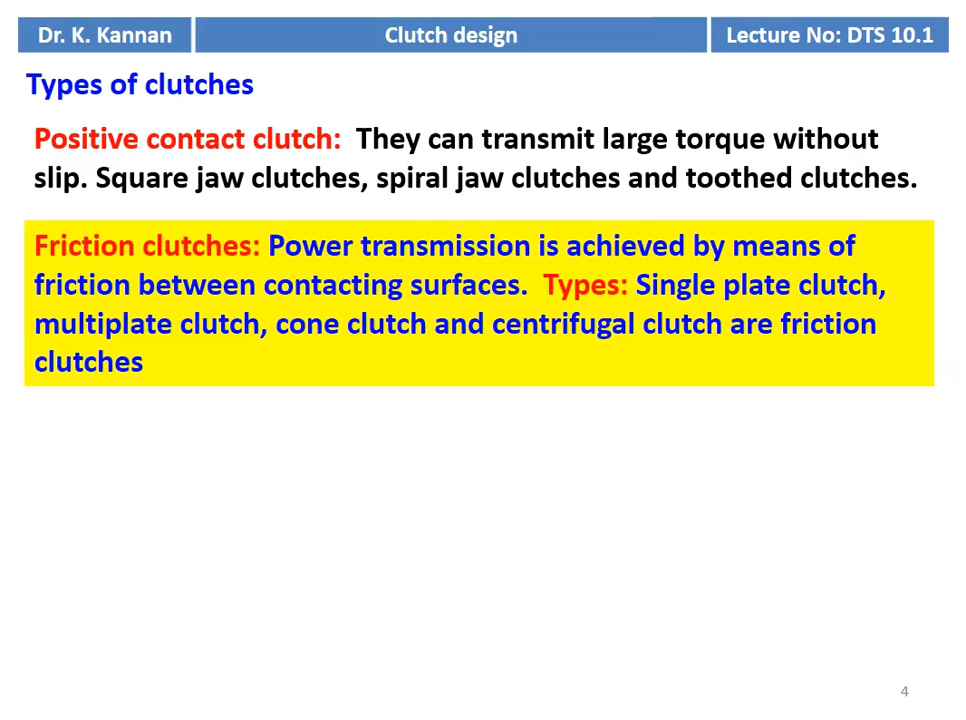 Dr. K. Kannan Clutch design Lecture No: DTS 10.1
Types of clutches
Positive contact clutch: They can transmit large torque without
slip. Square jaw clutches, spiral jaw clutches and toothed clutches.
Friction clutches: Power transmission is achieved by means of
friction between contacting surfaces. Types: Single plate clutch,
multiplate clutch, cone clutch and centrifugal clutch are friction
clutches
4